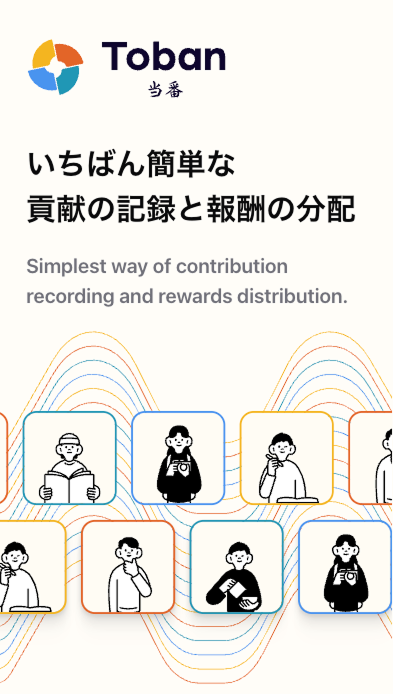 Toban
当番
いちばん簡単な
貢献の記録と報酬の分配
Simplest way of contribution
recording and rewards distribution.